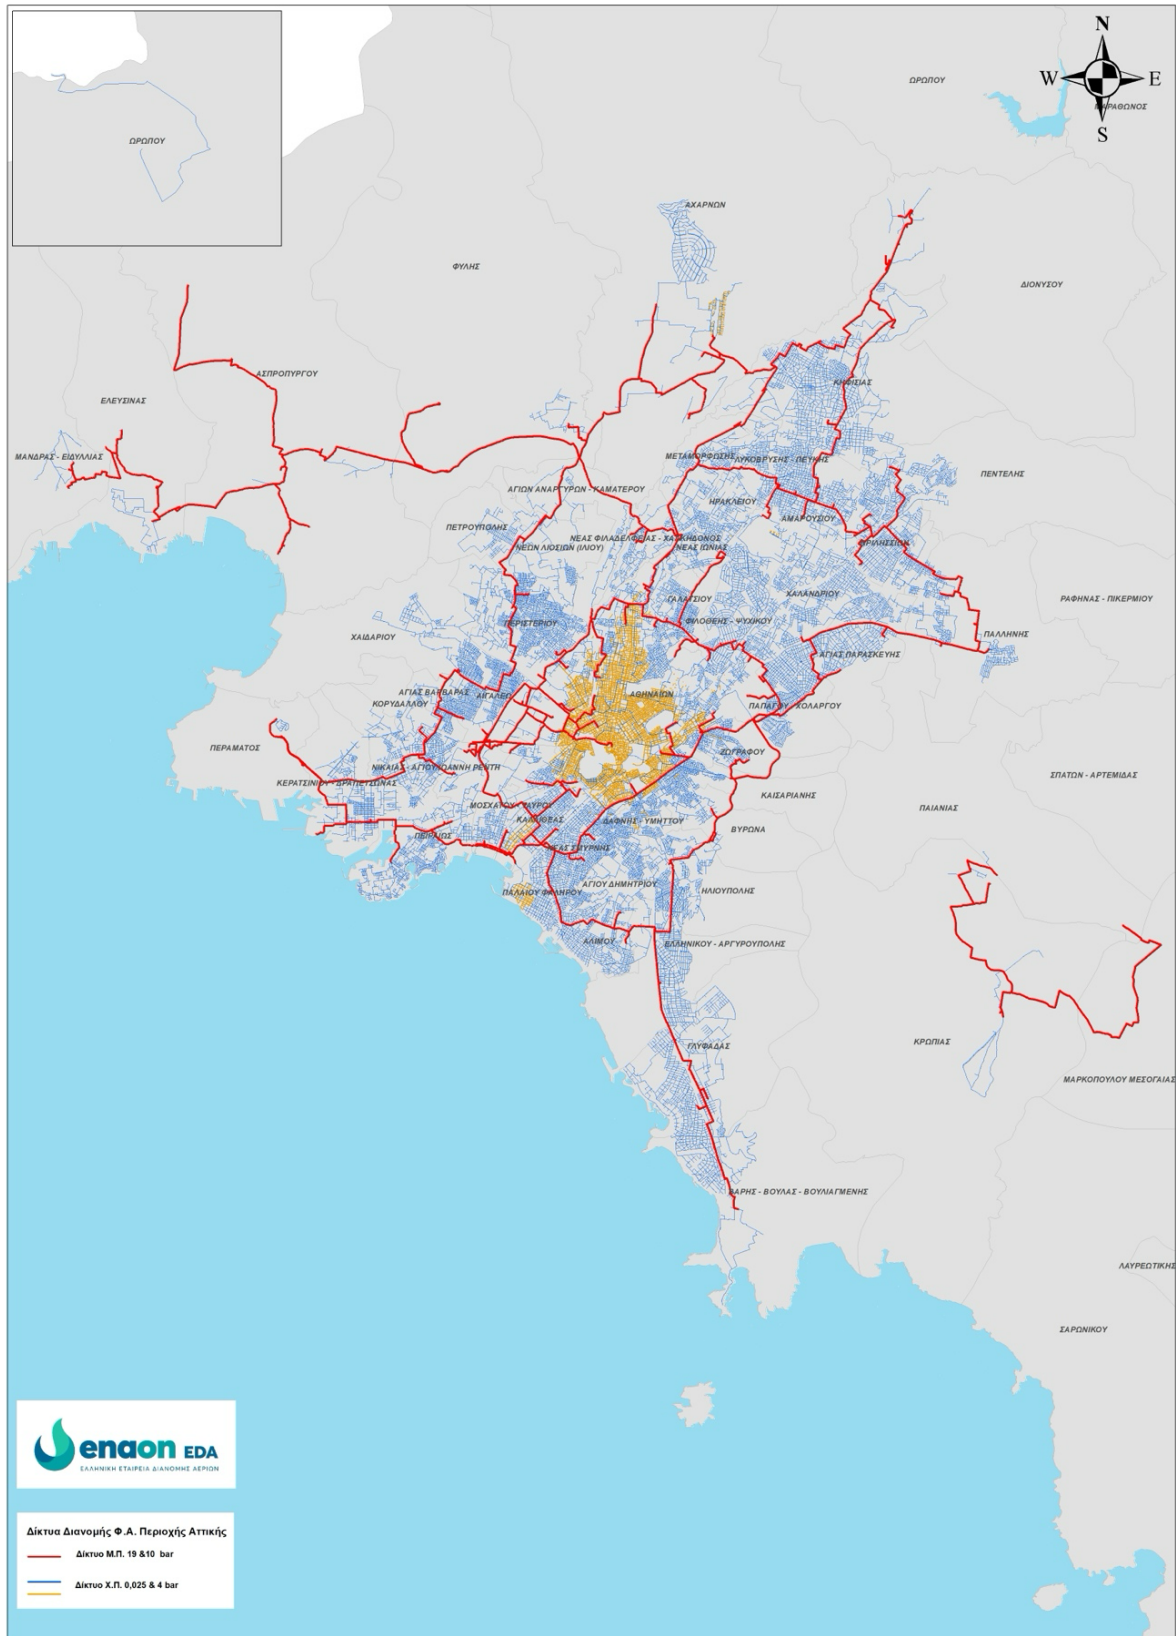 N
W E
S
ΩΡΩΠΟΥ
ΩΡΩΠΟΥ
ΜΑΡΑΘΩΝΟΣ
ΑΧΑΡΝΩΝ
ΦΥΛΗΣ
ΔΙΟΝΥΣΟΥ
ΑΣΠΡΟΠΥΡΓΟΥ
ΚΗΦΙΣΙΑΣ
ΕΛΕΥΣΙΝΑΣ
ΜΑΝΔΡΑΣ - ΕΙΔΥΛΛΙΑΣ
ΜΕΤΑΜΟΡΦΩΣΗΣ
ΛΥΚΟΒΡΥΣΗΣ - ΠΕΥΚΗΣ
ΠΕΝΤΕΛΗΣ
ΑΓΙΩΝ ΑΝΑΡΓΥΡΩΝ - ΚΑΜΑΤΕΡΟΥ
ΗΡΑΚΛΕΙΟΥ
ΑΜΑΡΟΥΣΙΟΥ
ΠΕΤΡΟΥΠΟΛΗΣ
ΝΕΑΣ ΦΙΛΑΔΕΛΦΕΙΑΣ - ΧΑΛΚΗΔΟΝΟΣ
ΝΕΩΝ ΛΙΟΣΙΩΝ (ΙΛΙΟΥ)
ΝΕΑΣ ΙΩΝΙΑΣ
ΒΡΙΛΗΣΣΙΩΝ
ΓΑΛΑΤΣΙΟΥ
ΧΑΛΑΝΔΡΙΟΥ
ΡΑΦΗΝΑΣ - ΠΙΚΕΡΜΙΟΥ
ΠΕΡΙΣΤΕΡΙΟΥ
ΦΙΛΟΘΕΗΣ - ΨΥΧΙΚΟΥ
ΧΑΙΔΑΡΙΟΥ
ΠΑΛΛΗΝΗΣ
ΑΓΙΑΣ ΠΑΡΑΣΚΕΥΗΣ
ΑΓΙΑΣ ΒΑΡΒΑΡΑΣ
ΑΙΓΑΛΕΩ
ΑΘΗΝΑΙΩΝ
ΚΟΡΥΔΑΛΛΟΥ
ΠΑΠΑΓΟΥ - ΧΟΛΑΡΓΟΥ
ΠΕΡΑΜΑΤΟΣ
ΖΩΓΡΑΦΟΥ
ΝΙΚΑΙΑΣ - ΑΓΙΟΥ ΙΩΑΝΝΗ ΡΕΝΤΗ
ΚΕΡΑΤΣΙΝΙΟΥ - ΔΡΑΠΕΤΣΩΝΑΣ
ΣΠΑΤΩΝ - ΑΡΤΕΜΙΔΑΣ
ΚΑΙΣΑΡΙΑΝΗΣ
ΜΟΣΧΑΤΟΥ - ΤΑΥΡΟΥ
ΠΑΙΑΝΙΑΣ
ΚΑΛΛΙΘΕΑΣ
ΔΑΦΝΗΣ - ΥΜΗΤΤΟΥ
ΒΥΡΩΝΑ
ΠΕΙΡΑΙΩΣ
ΝΕΑΣ ΣΜΥΡΝΗΣ
ΑΓΙΟΥ ΔΗΜΗΤΡΙΟΥ
ΗΛΙΟΥΠΟΛΗΣ
ΠΑΛΑΙΟΥ ΦΑΛΗΡΟΥ
ΑΛΙΜΟΥ
ΕΛΛΗΝΙΚΟΥ - ΑΡΓΥΡΟΥΠΟΛΗΣ
ΓΛΥΦΑΔΑΣ
ΚΡΩΠΙΑΣ
ΜΑΡΚΟΠΟΥΛΟΥ ΜΕΣΟΓΑΙΑΣ
ΒΑΡΗΣ - ΒΟΥΛΑΣ - ΒΟΥΛΙΑΓΜΕΝΗΣ
ΛΑΥΡΕΩΤΙΚΗΣ
ΣΑΡΩΝΙΚΟΥ
enaon EDA
ΕΛΛΗΝΙΚΗ ΕΤΑΙΡΕΙΑ ΔΙΑΝΟΜΗΣ ΑΕΡΙΩΝ
Δίκτυα Διανομής Φ.Α. Περιοχής Αττικής
Δίκτυο Μ.Π. 19 &10 bar
Δίκτυο Χ.Π. 0,025 & 4 bar